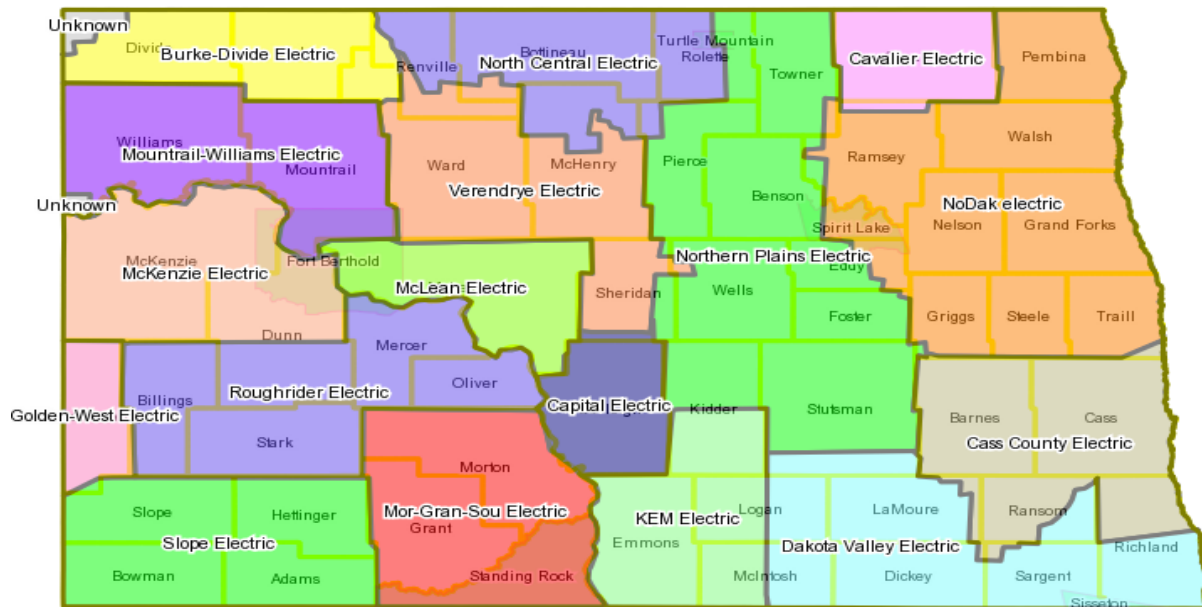 Unknown
Divide
Burke-Divide Electric
Renville
Bottineau
North Central Electric
Turtle Mountain
Rolette
Towner
Cavalier Electric
Pembina
Williams
Mountrail-Williams Electric
Mountrail
Ward
McHenry
Verendrye Electric
Pierce
Benson
Ramsey
Walsh
Unknown
Spirit Lake
NoDak electric
Nelson
Grand Forks
McKenzie
McKenzie Electric
Fort Berthold
McLean Electric
Sheridan
Northern Plains Electric
Eddy
Wells
Foster
Griggs
Steele
Traill
Dunn
Mercer
Oliver
Billings
Roughrider Electric
Golden-West Electric
Stark
Capital Electric
Kidder
Stutsman
Barnes
Cass
Cass County Electric
Morton
Mor-Gran-Sou Electric
Grant
Slope
Hettinger
Slope Electric
Bowman
Adams
Standing Rock
KEM Electric
Emmons
Logan
McIntosh
LaMoure
Dakota Valley Electric
Dickey
Ransom
Sargent
Richland
Sisseton